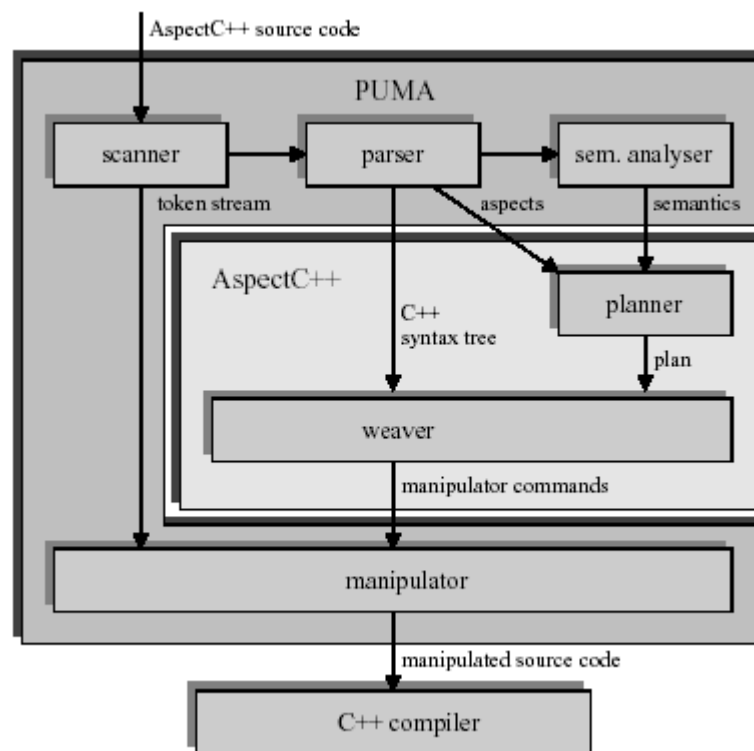 AspectC++ source code
PUMA
scanner
parser
sem. analyser
token stream
aspects
semantics
AspectC++
planner
C++
syntax tree
plan
weaver
manipulator commands
manipulator
manipulated source code
C++ compiler